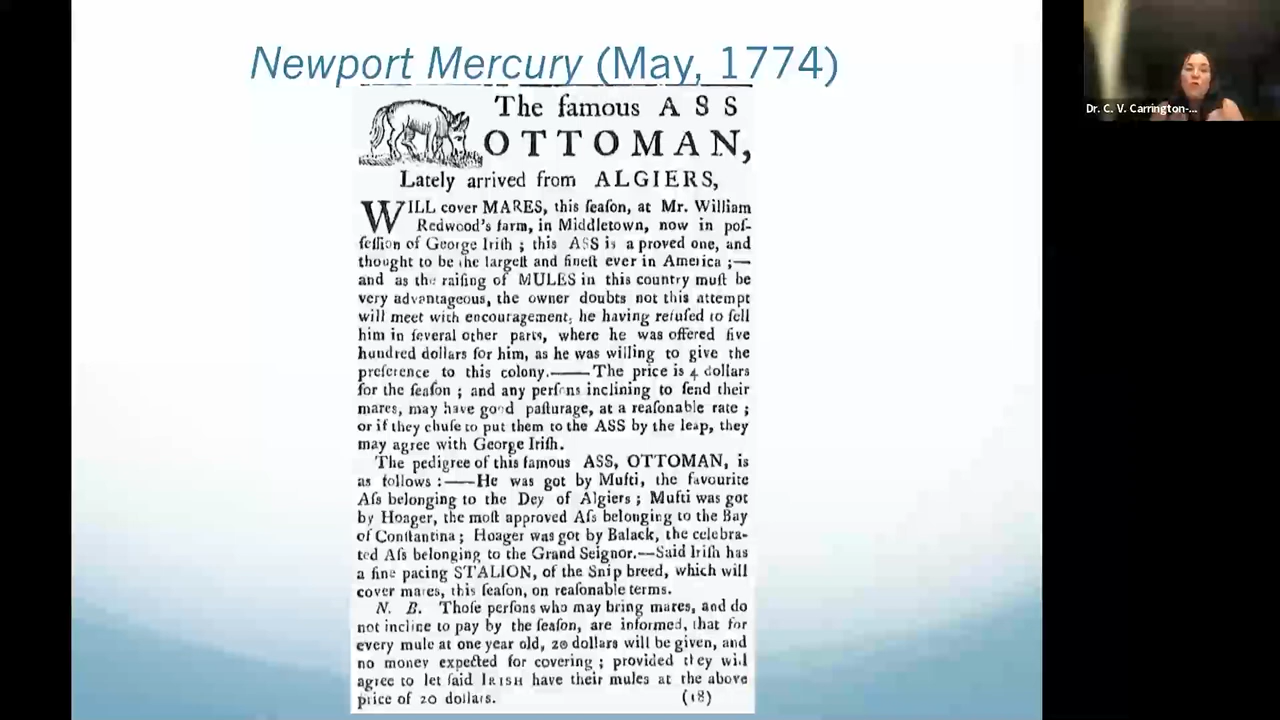 Newport Mercury (May, 1774)
The famous ASS
OTTOMAN,
Lately arrived from ALGIERS,
WILL cover MARES, this ſeaſon, at Mr. William
Redwood's farm, in Middletown, now in poſ-
ſeſſion of George Iriſh ; this ASS is a proved one, and
thought to be the largeſt and fineſt ever in America ;—
and as the raiſing of MULES in this country muſt be
very advantageous, the owner doubts not this attempt
will meet with encouragement, he having refuſed to ſell
him in ſeveral other parts, where he was offered five
hundred dollars for him, as he was willing to give the
preference to this colony.——The price is 4 dollars
for the ſeaſon ; and any perſons inclining to ſend their
mares, may have good paſturage, at a reaſonable rate ;
or if they chuſe to put them to the ASS by the leap, they
may agree with George Iriſh.
The pedigree of this famous ASS, OTTOMAN, is
as follows :——He was got by Mufti, the favourite
Aſs belonging to the Dey of Algiers ; Mufti was got
by Hoager, the moſt approved Aſs belonging to the Bay
of Conſtantina ; Hoager was got by Balack, the celebra-
ted Aſs belonging to the Grand Seignor.—Said Iriſh has
a fine pacing STALION, of the Snip breed, which will
cover mares, this ſeaſon, on reaſonable terms.
N. B. Thoſe perſons who may bring mares, and do
not incline to pay by the ſeaſon, are informed, that for
every mule at one year old, 20 dollars will be given, and
no money expected for covering ; provided they will
agree to let ſaid IRISH have their mules at the above
price of 20 dollars. (18)
Dr. C. V. Carrington-...